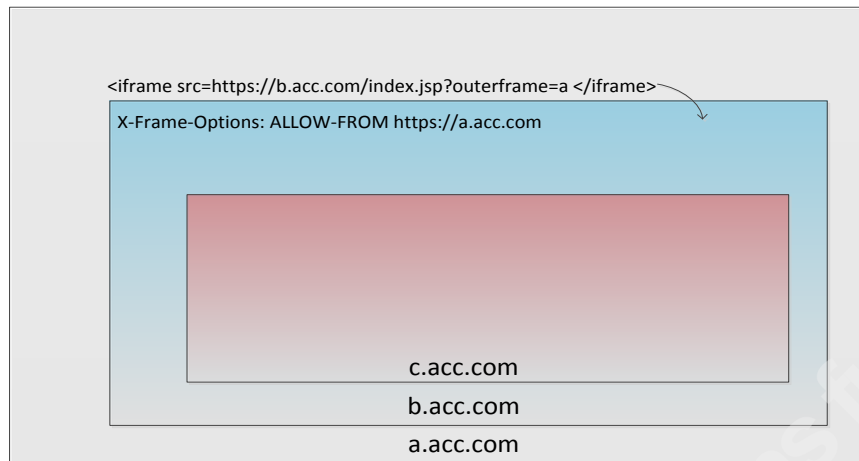 <iframe src=https://b.acc.com/index.jsp?outerframe=a </iframe>
X-Frame-Options: ALLOW-FROM https://a.acc.com
c.acc.com
b.acc.com
a.acc.com